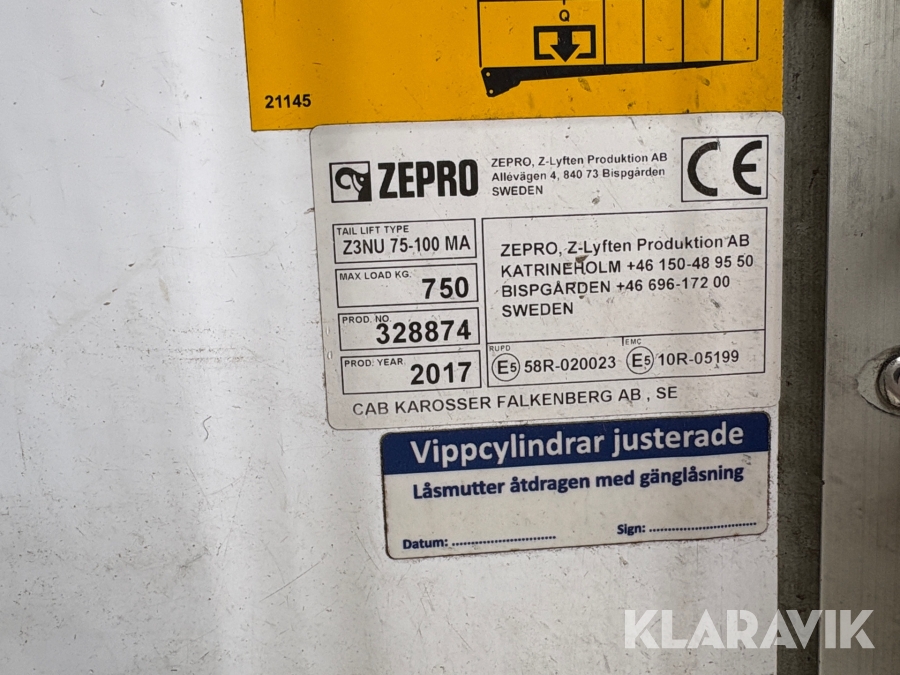 Q
21145
ZEPRO
ZEPRO, Z-Lyften Produktion AB
Allévägen 4, 840 73 Bispgården
SWEDEN
CE
TAIL LIFT TYPE
Z3NU 75-100 MA
MAX LOAD KG.
750
PROD. NO.
328874
PROD. YEAR.
2017
ZEPRO, Z-Lyften Produktion AB
KATRINEHOLM +46 150-48 95 50
BISPGÅRDEN +46 696-172 00
SWEDEN
RUPD
E5 58R-020023
EMC
E5 10R-05199
CAB KAROSSER FALKENBERG AB , SE
Vippcylindrar justerade
Låsmutter åtdragen med gänglåsning
Datum: ............................
Sign: ............................
KLARAVIK